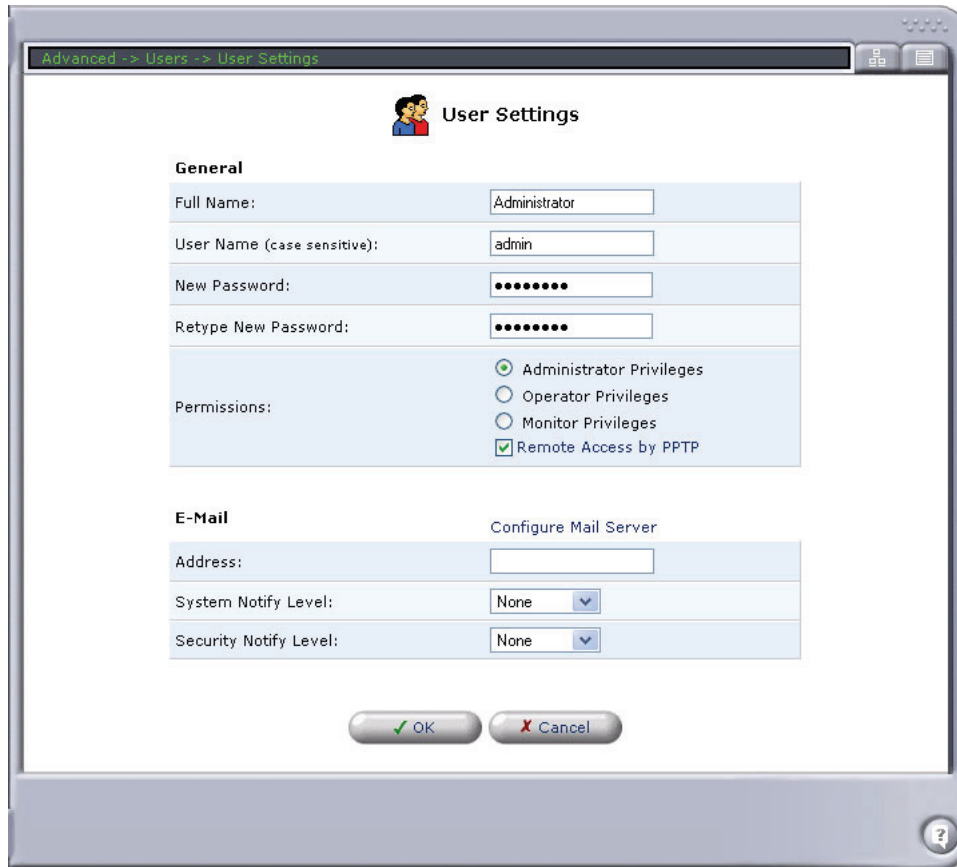 Advanced -> Users -> User Settings
User Settings
General
Full Name: Administrator
User Name (case sensitive): admin
New Password: ●●●●●●●●
Retype New Password: ●●●●●●●●
Permissions:
Administrator Privileges
Operator Privileges
Monitor Privileges
Remote Access by PPTP
E-Mail
Configure Mail Server
Address:
System Notify Level: None
Security Notify Level: None
✓ OK ✗ Cancel
?